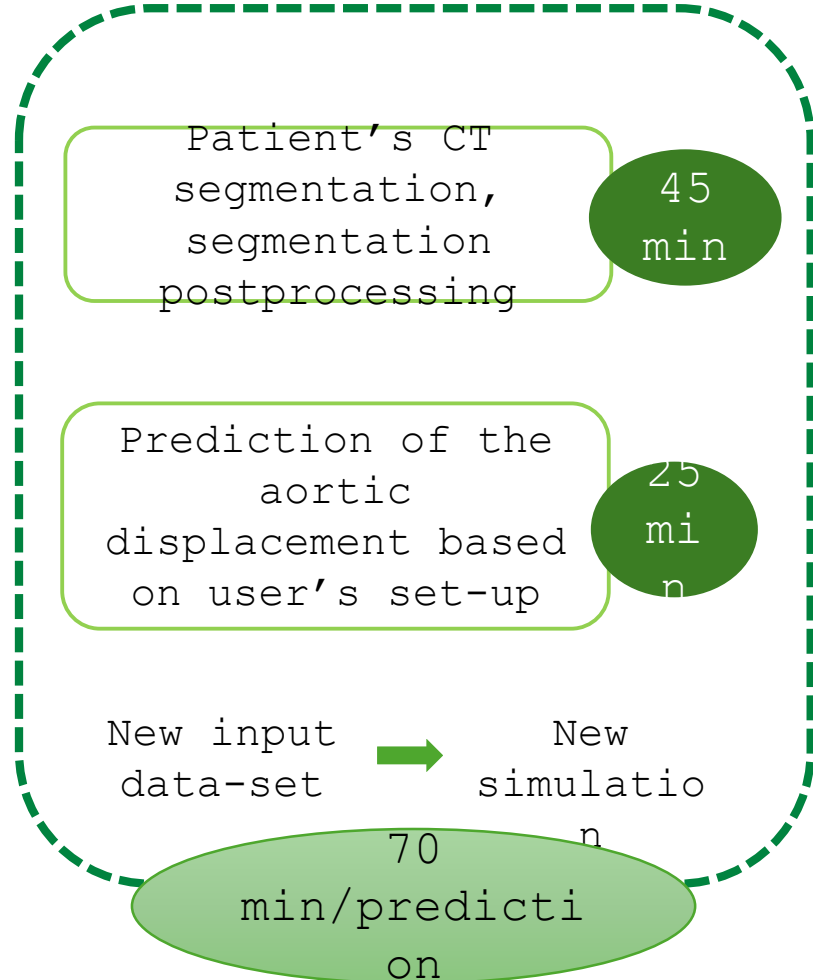 Patient’s CT
segmentation,
segmentation
postprocessing
45
min
Prediction of the
aortic
displacement based
on user’s set-up
25
mi
n
New input
data-set
New
simulatio
n
70
min/predicti
on